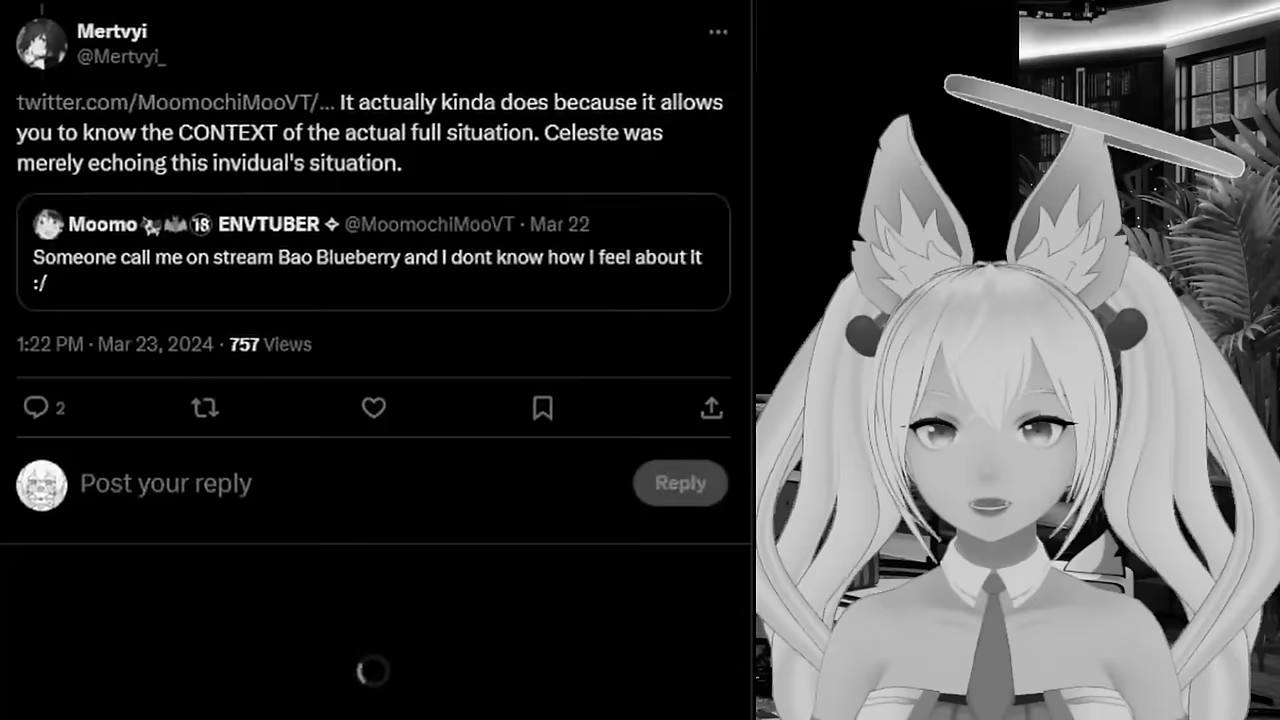 Mertvyi
@Mertvyi_
twitter.com/MoomochiMooVT/... It actually kinda does because it allows
you to know the CONTEXT of the actual full situation. Celeste was
merely echoing this invidual's situation.
Moomo 🔞 ENVTUBER ✧ @MoomochiMooVT · Mar 22
Someone call me on stream Bao Blueberry and I dont know how I feel about It
:/
1:22 PM · Mar 23, 2024 · 757 Views
2
Post your reply
Reply